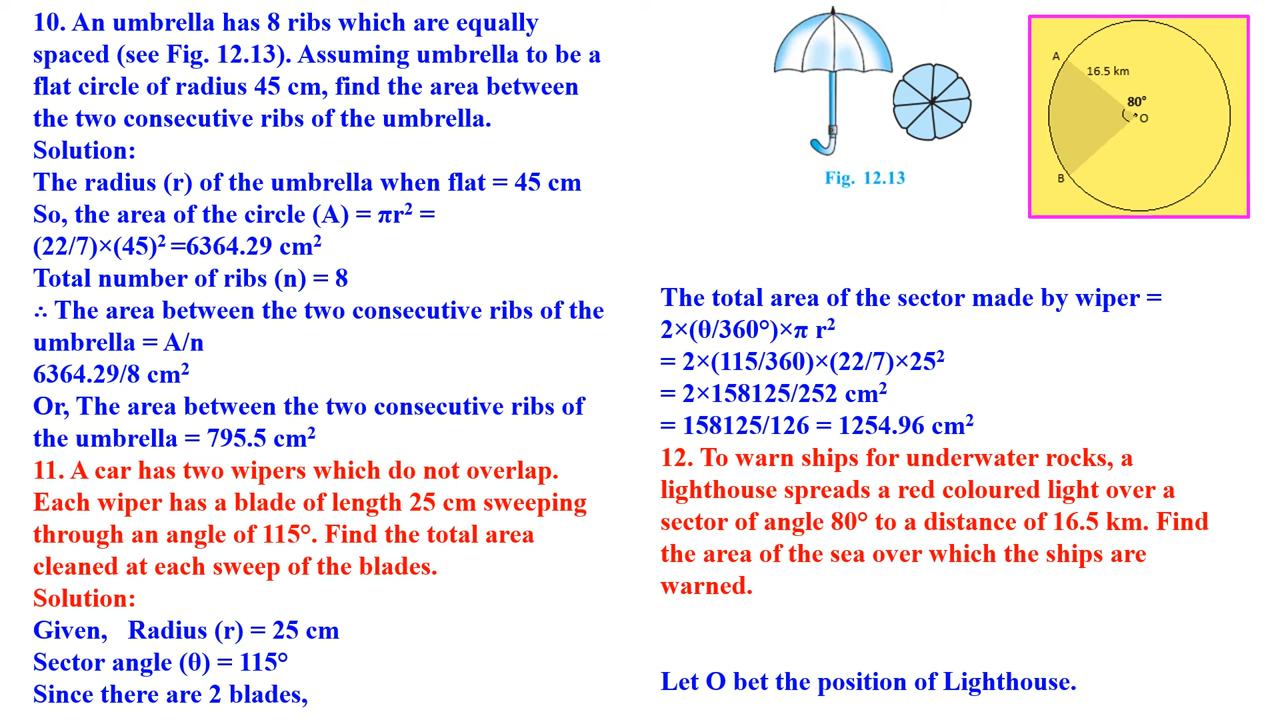 10. An umbrella has 8 ribs which are equally
spaced (see Fig. 12.13). Assuming umbrella to be a
flat circle of radius 45 cm, find the area between
the two consecutive ribs of the umbrella.
Solution:
The radius (r) of the umbrella when flat = 45 cm
So, the area of the circle (A) = πr² =
(22/7)×(45)² =6364.29 cm²
Total number of ribs (n) = 8
∴ The area between the two consecutive ribs of the
umbrella = A/n
6364.29/8 cm²
Or, The area between the two consecutive ribs of
the umbrella = 795.5 cm²
11. A car has two wipers which do not overlap.
Each wiper has a blade of length 25 cm sweeping
through an angle of 115°. Find the total area
cleaned at each sweep of the blades.
Solution:
Given, Radius (r) = 25 cm
Sector angle (θ) = 115°
Since there are 2 blades,
Fig. 12.13
A
16.5 km
80°
O
B
The total area of the sector made by wiper =
2×(θ/360°)×π r²
= 2×(115/360)×(22/7)×25²
= 2×158125/252 cm²
= 158125/126 = 1254.96 cm²
12. To warn ships for underwater rocks, a
lighthouse spreads a red coloured light over a
sector of angle 80° to a distance of 16.5 km. Find
the area of the sea over which the ships are
warned.
Let O bet the position of Lighthouse.